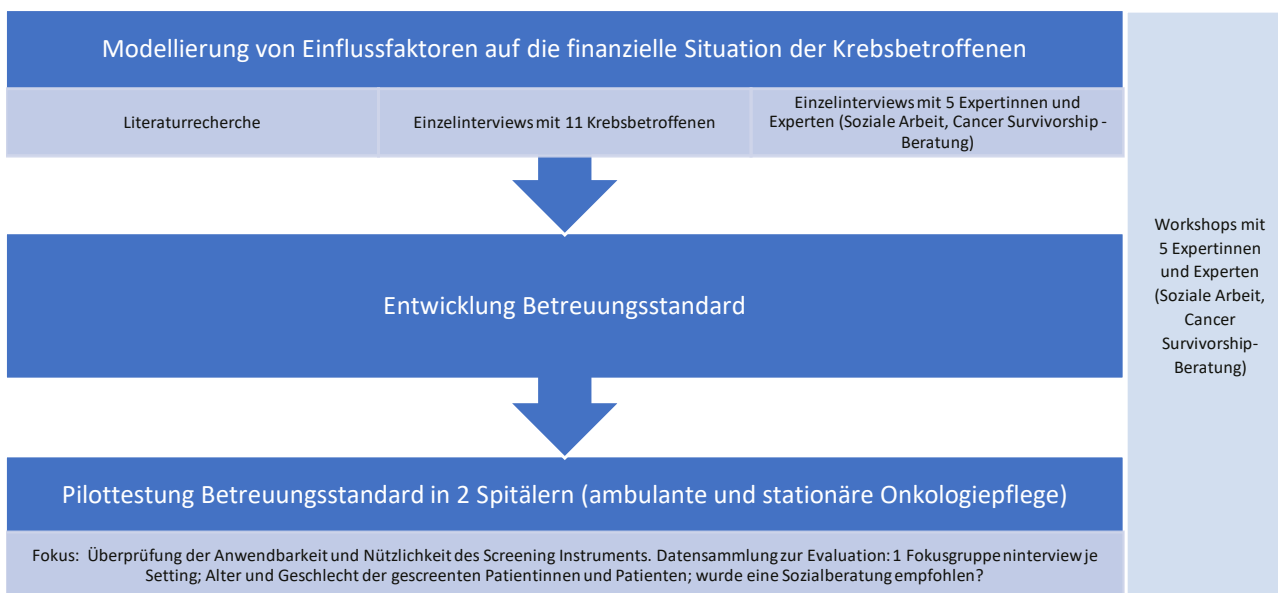 Modellierung von Einflussfaktoren auf die finanzielle Situation der Krebsbetroffenen
Literaturrecherche
Einzelinterviews mit 11 Krebsbetroffenen
Einzelinterviews mit 5 Expertinnen und
Experten (Soziale Arbeit, Cancer Survivorship -
Beratung)
Entwicklung Betreuungsstandard
Pilottestung Betreuungsstandard in 2 Spitälern (ambulante und stationäre Onkologiepflege)
Fokus: Überprüfung der Anwendbarkeit und Nützlichkeit des Screening Instruments. Datensammlung zur Evaluation: 1 Fokusgruppeninterview je
Setting; Alter und Geschlecht der gescreenten Patientinnen und Patienten; wurde eine Sozialberatung empfohlen?
Workshops mit
5 Expertinnen
und Experten
(Soziale Arbeit,
Cancer
Survivorship-
Beratung)